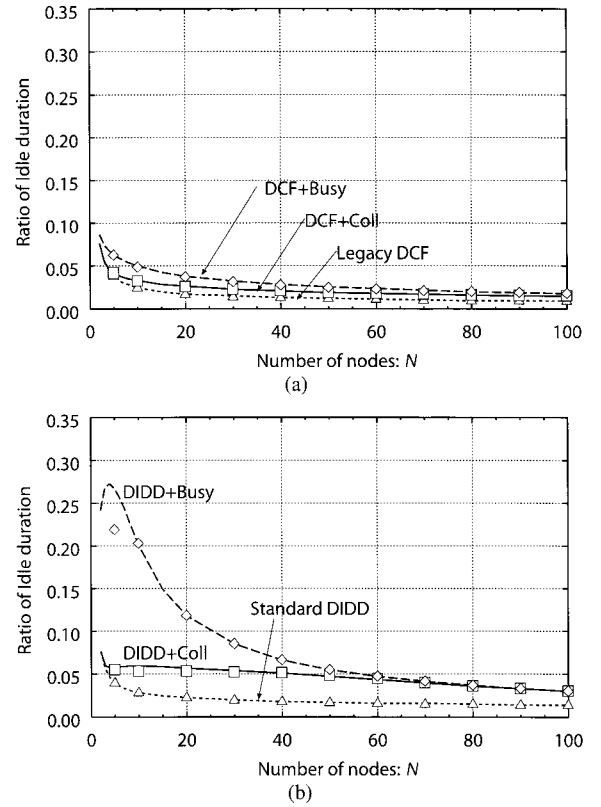 0.35
0.30
0.25
0.20
0.15
0.10
0.05
0.00
Ratio of Idle duration
DCF+Busy
DCF+Coll
Legacy DCF
0 20 40 60 80 100
Number of nodes: N
(a)
0.35
0.30
0.25
0.20
0.15
0.10
0.05
0.00
Ratio of Idle duration
DIDD+Busy
Standard DIDD
DIDD+Coll
0 20 40 60 80 100
Number of nodes: N
(b)